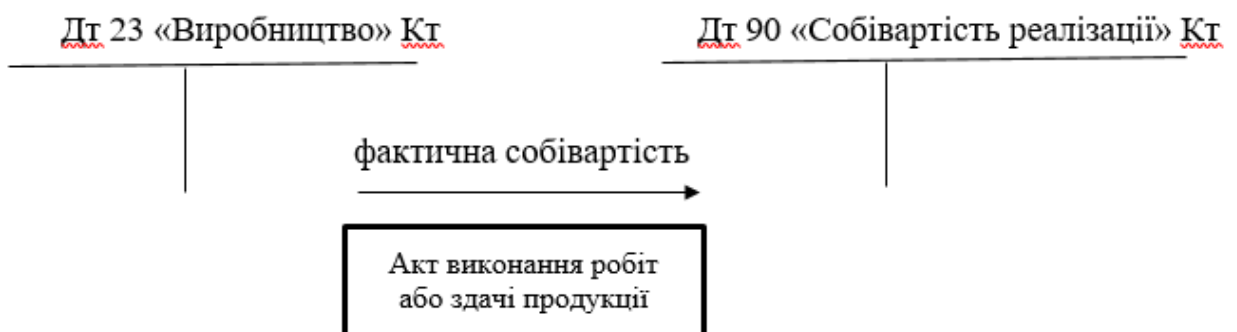 Дт 23 «Виробництво» Кт
Дт 90 «Собівартість реалізації» Кт
фактична собівартість
Акт виконання робіт
або здачі продукції